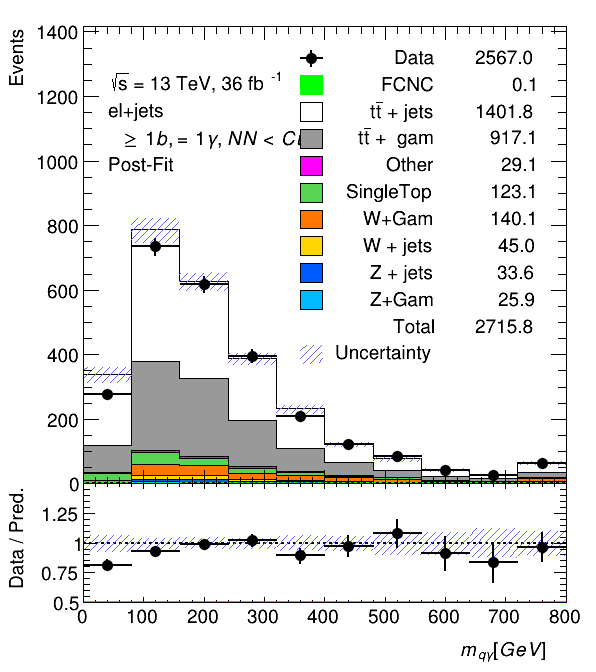 Events
1400
1200
1000
800
600
400
200
0
√s = 13 TeV, 36 fb⁻¹
el+jets
≥ 1b, = 1γ, NN < Cu
Post-Fit
Data 2567.0
FCNC 0.1
tt̄ + jets 1401.8
tt̄ + gam 917.1
Other 29.1
SingleTop 123.1
W+Gam 140.1
W + jets 45.0
Z + jets 33.6
Z+Gam 25.9
Total 2715.8
Uncertainty
Data / Pred.
1.25
1
0.75
0.5
0 100 200 300 400 500 600 700 800
m_qγ[GeV]